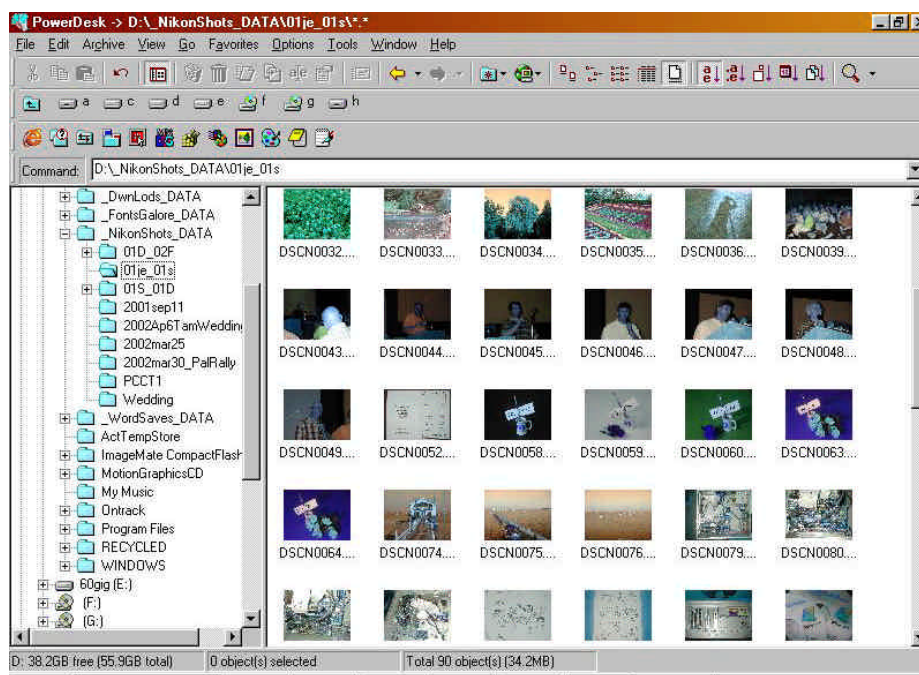 PowerDesk -> D:\_NikonShots_DATA\01je_01s\*.*
File Edit Archive View Go Favorites Options Tools Window Help
a c d e f g h
Command: D:\_NikonShots_DATA\01je_01s
_DwnLods_DATA
_FontsGalore_DATA
_NikonShots_DATA
01D_02F
01je_01s
01S_01D
2001sep11
2002Ap6TamWeddin
2002mar25
2002mar30_PalRally
PCCT1
Wedding
_WordSaves_DATA
ActTempStore
ImageMate CompactFlash
MotionGraphicsCD
My Music
Ontrack
Program Files
RECYCLED
WINDOWS
60gig (E:)
(F:)
(G:)
DSCN0032.... DSCN0033.... DSCN0034.... DSCN0035.... DSCN0036.... DSCN0039....
DSCN0043.... DSCN0044.... DSCN0045.... DSCN0046.... DSCN0047.... DSCN0048....
DSCN0049.... DSCN0052.... DSCN0058.... DSCN0059.... DSCN0060.... DSCN0063....
DSCN0064.... DSCN0074.... DSCN0075.... DSCN0076.... DSCN0079.... DSCN0080....
D: 38.2GB free (55.9GB total) 0 object(s) selected Total 90 object(s) (34.2MB)